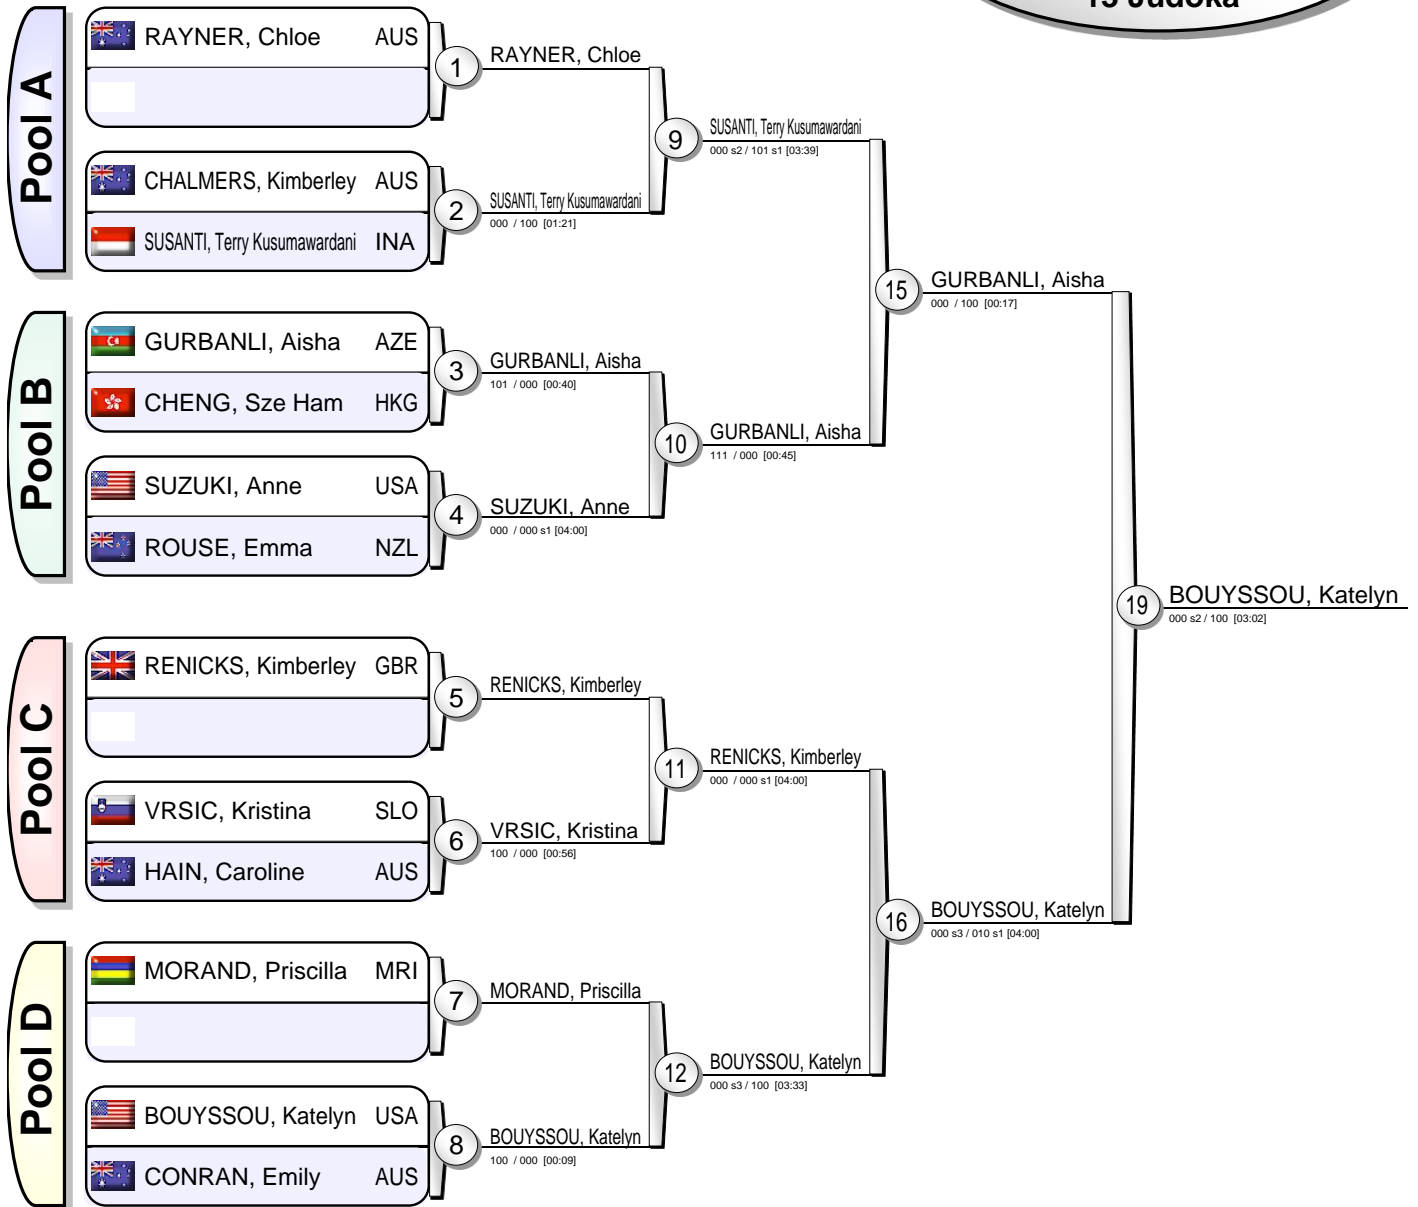 13 Judoka
Pool A
RAYNER, Chloe AUS
1
RAYNER, Chloe
CHALMERS, Kimberley AUS
SUSANTI, Terry Kusumawardani INA
2
SUSANTI, Terry Kusumawardani
000 / 100 [01:21]
9
SUSANTI, Terry Kusumawardani
000 s2 / 101 s1 [03:39]
Pool B
GURBANLI, Aisha AZE
CHENG, Sze Ham HKG
3
GURBANLI, Aisha
101 / 000 [00:40]
SUZUKI, Anne USA
ROUSE, Emma NZL
4
SUZUKI, Anne
000 / 000 s1 [04:00]
10
GURBANLI, Aisha
111 / 000 [00:45]
15
GURBANLI, Aisha
000 / 100 [00:17]
Pool C
RENICKS, Kimberley GBR
5
RENICKS, Kimberley
VRSIC, Kristina SLO
HAIN, Caroline AUS
6
VRSIC, Kristina
100 / 000 [00:56]
11
RENICKS, Kimberley
000 / 000 s1 [04:00]
Pool D
MORAND, Priscilla MRI
7
MORAND, Priscilla
BOUYSSOU, Katelyn USA
CONRAN, Emily AUS
8
BOUYSSOU, Katelyn
100 / 000 [00:09]
12
BOUYSSOU, Katelyn
000 s3 / 100 [03:33]
16
BOUYSSOU, Katelyn
000 s3 / 010 s1 [04:00]
19
BOUYSSOU, Katelyn
000 s2 / 100 [03:02]